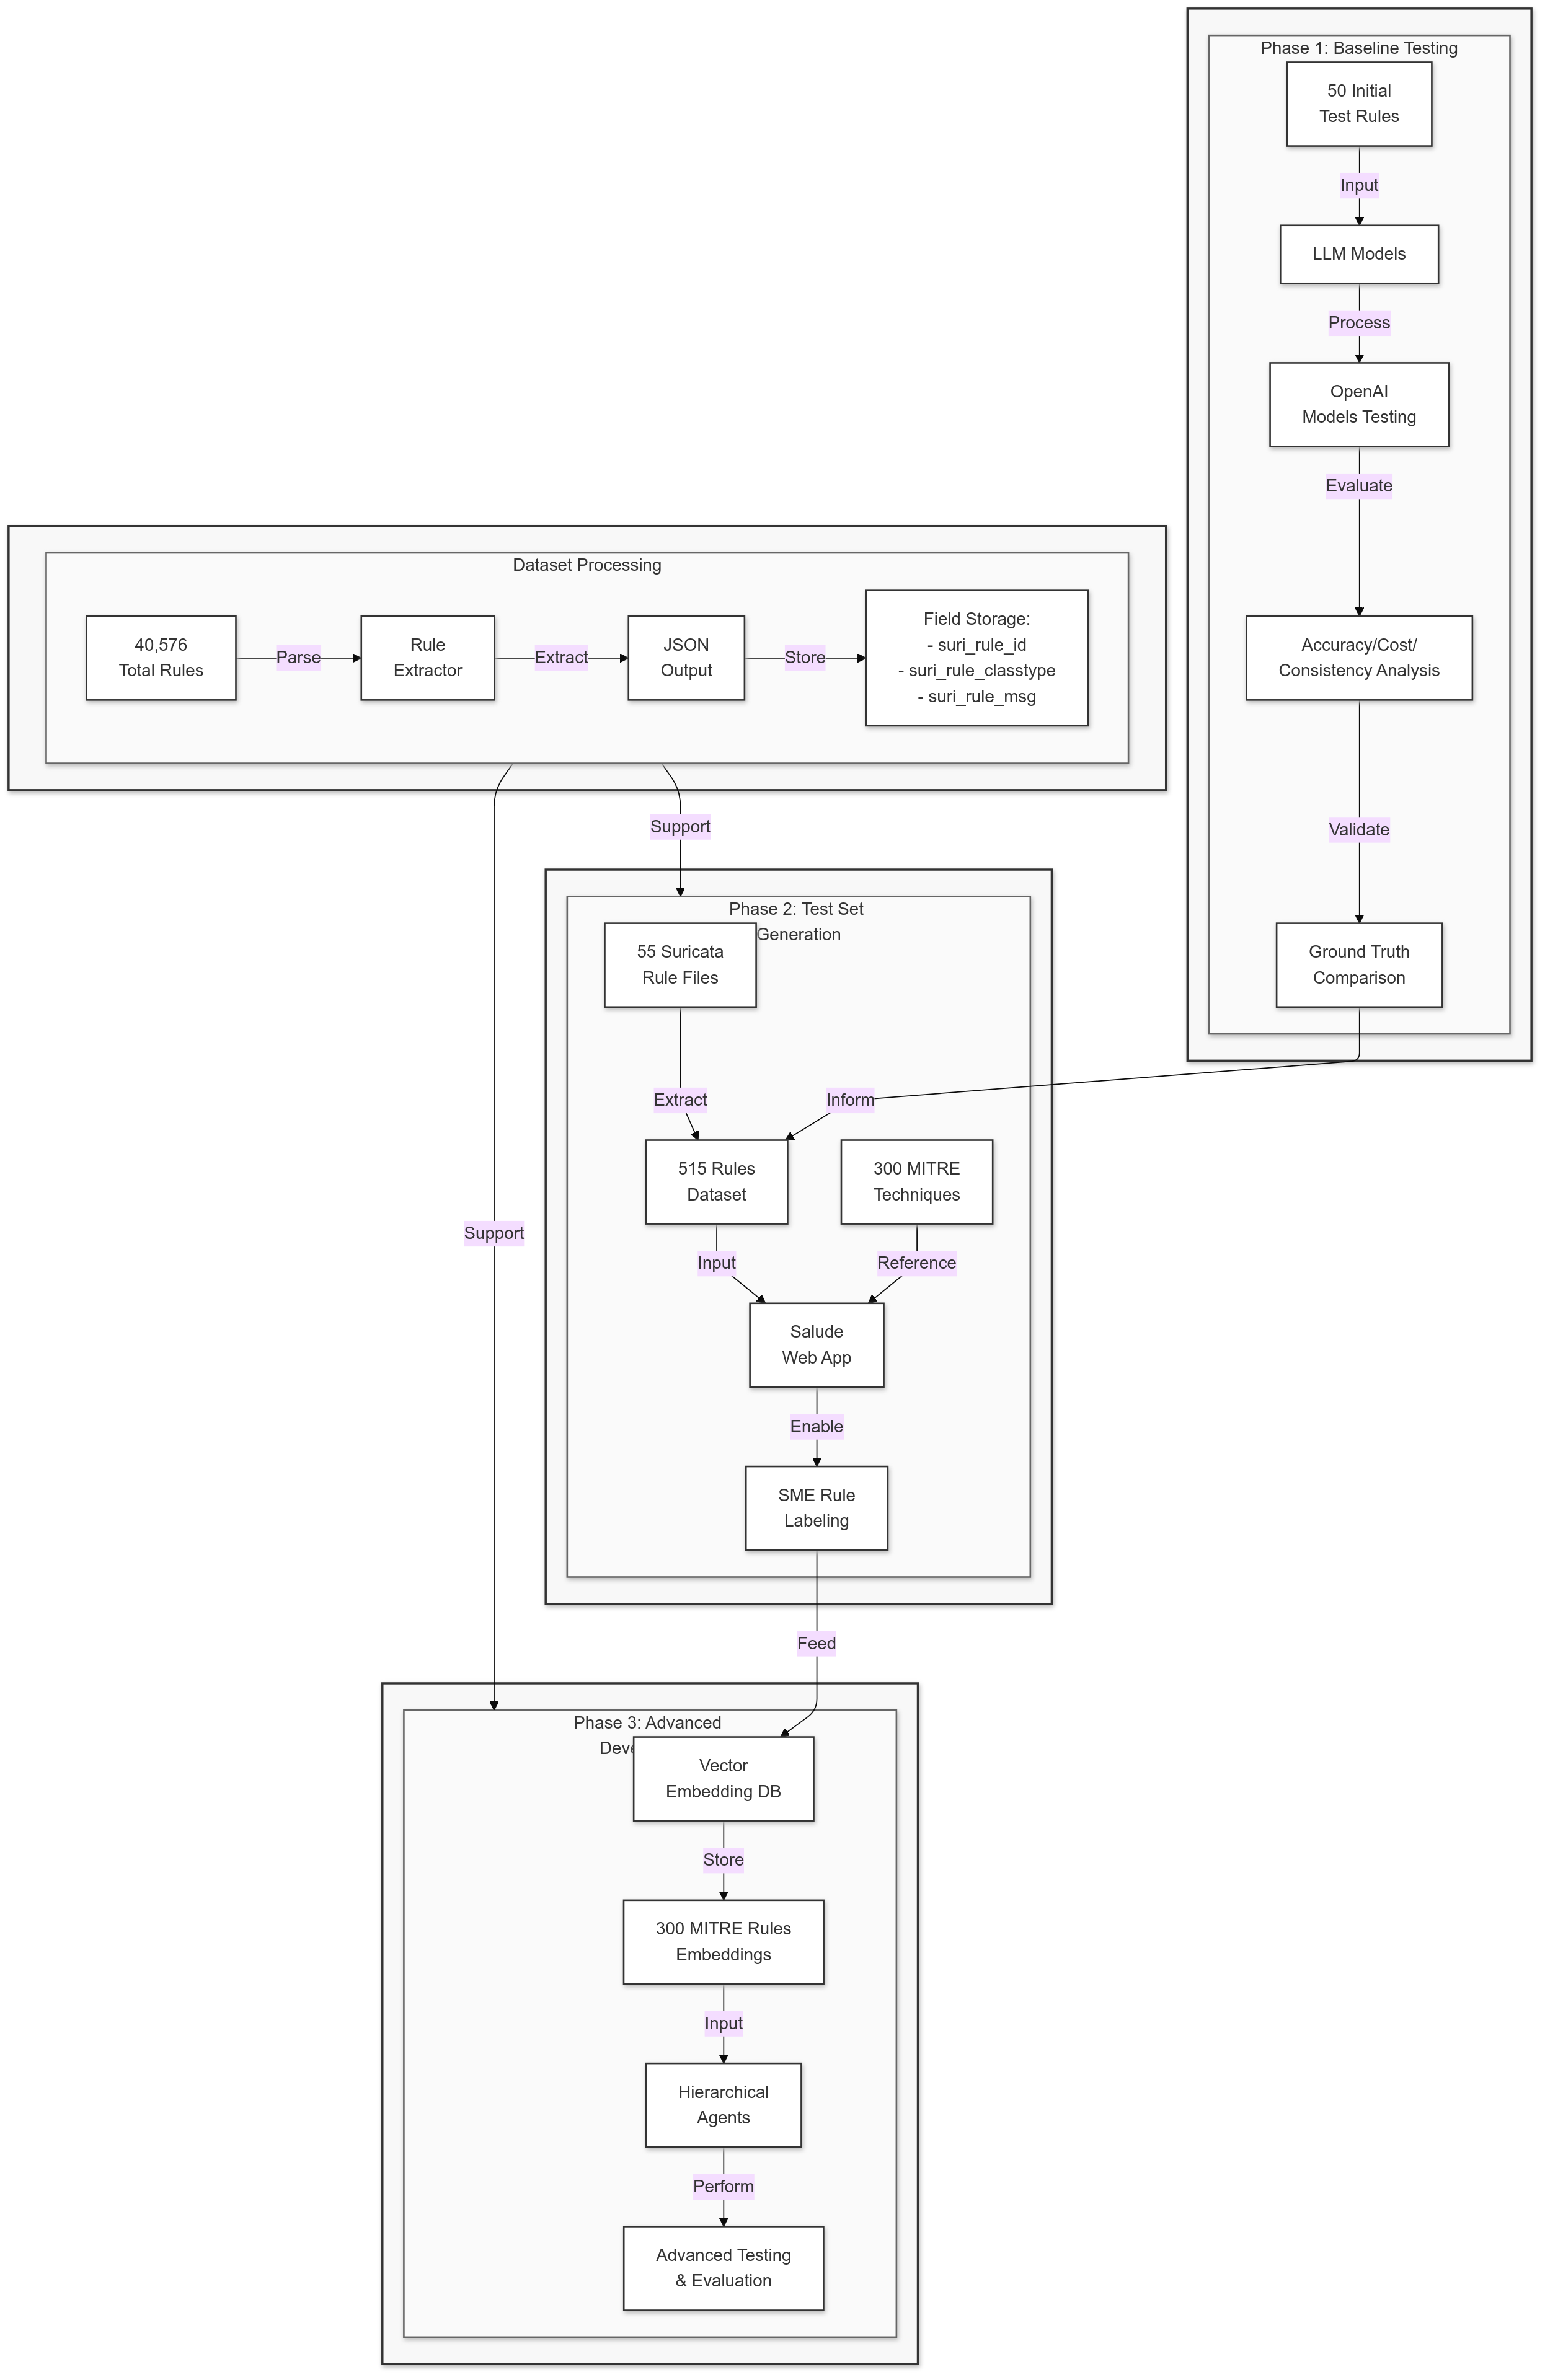 Phase 1: Baseline Testing
50 Initial
Test Rules
Input
LLM Models
Process
OpenAI
Models Testing
Evaluate
Accuracy/Cost/
Consistency Analysis
Validate
Ground Truth
Comparison
Dataset Processing
40,576
Total Rules
Parse
Rule
Extractor
Extract
JSON
Output
Store
Field Storage:
- suri_rule_id
- suri_rule_classtype
- suri_rule_msg
Support
Support
Phase 2: Test Set
Generation
55 Suricata
Rule Files
Extract
Inform
515 Rules
Dataset
300 MITRE
Techniques
Input
Reference
Salude
Web App
Enable
SME Rule
Labeling
Feed
Phase 3: Advanced
Vector
Embedding DB
Store
300 MITRE Rules
Embeddings
Input
Hierarchical
Agents
Perform
Advanced Testing
& Evaluation